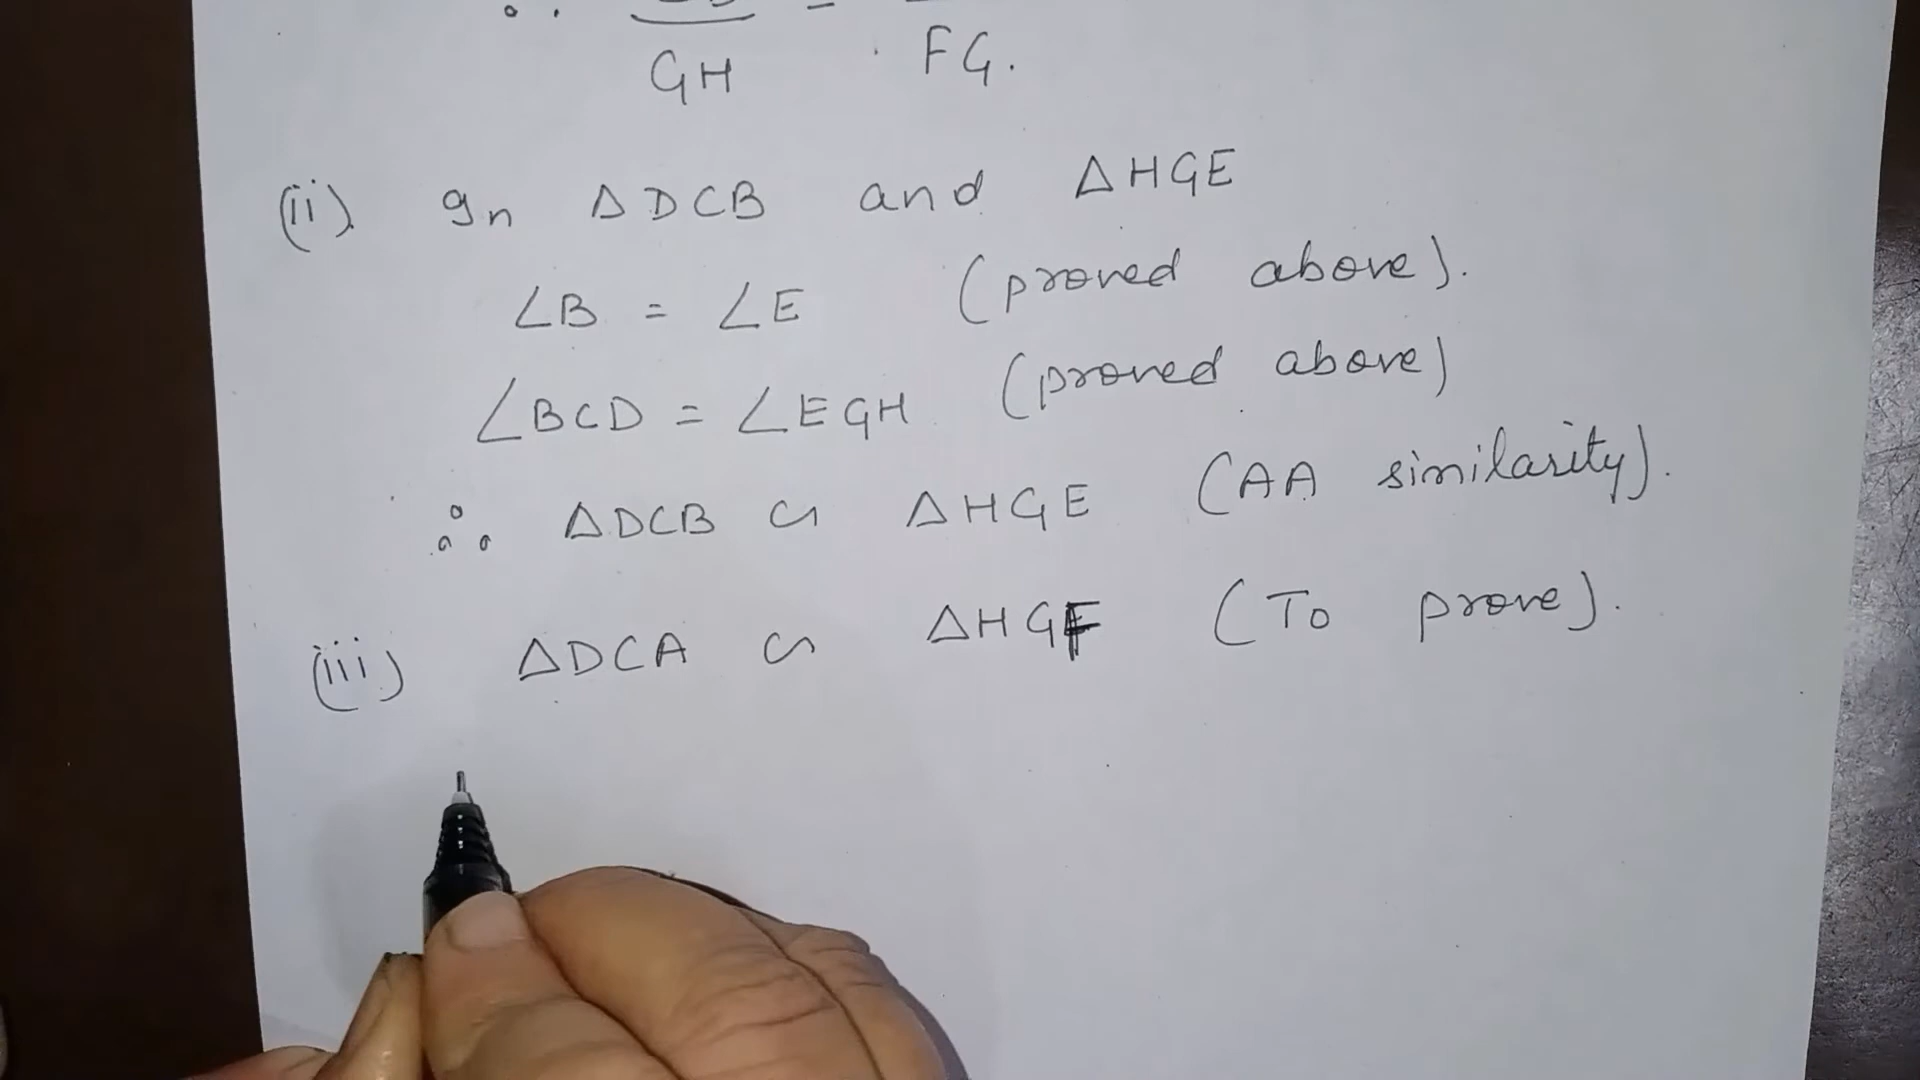 GH FG.
(ii). In ΔDCB and ΔHGE
∠B = ∠E (proved above).
∠BCD = ∠EGH (proved above)
∴ ΔDCB ∽ ΔHGE (AA similarity).
(iii) ΔDCA ∽ ΔHGF (To prove).